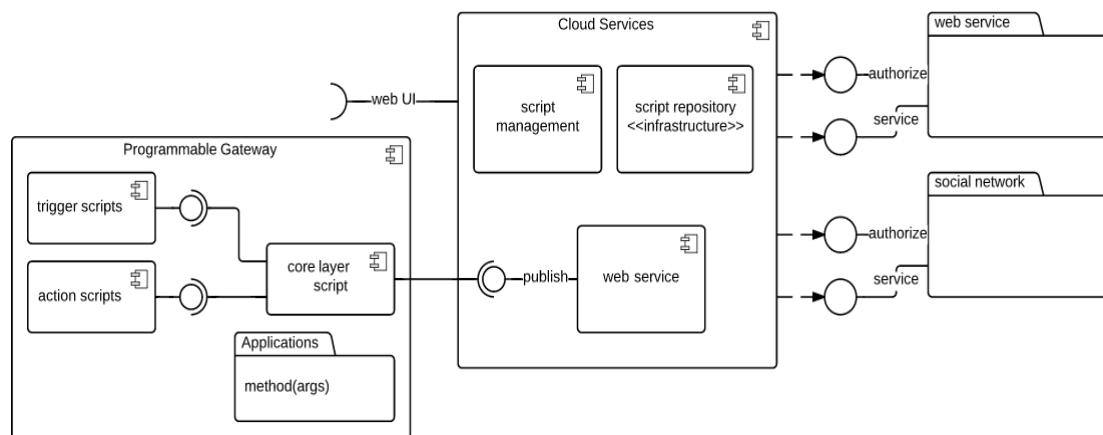 Cloud Services
web service
script
management
script repository
<<infrastructure>>
authorize
service
web UI
Programmable Gateway
trigger scripts
action scripts
core layer
script
Applications
method(args)
publish
web service
social network
authorize
service